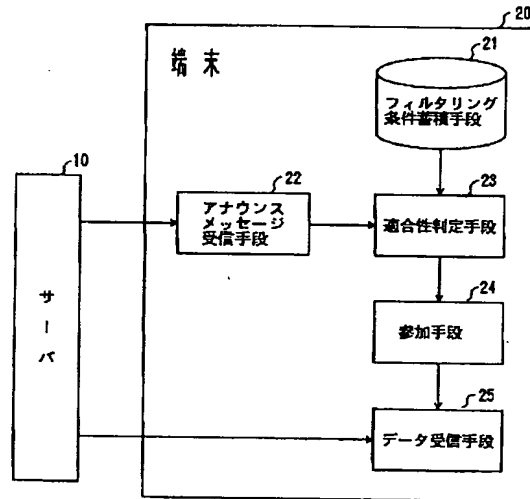 20
端末
21
フィルタリング
条件蓄積手段
10
サーバ
22
アナウンス
メッセージ
受信手段
23
適合性判定手段
24
参加手段
25
データ受信手段